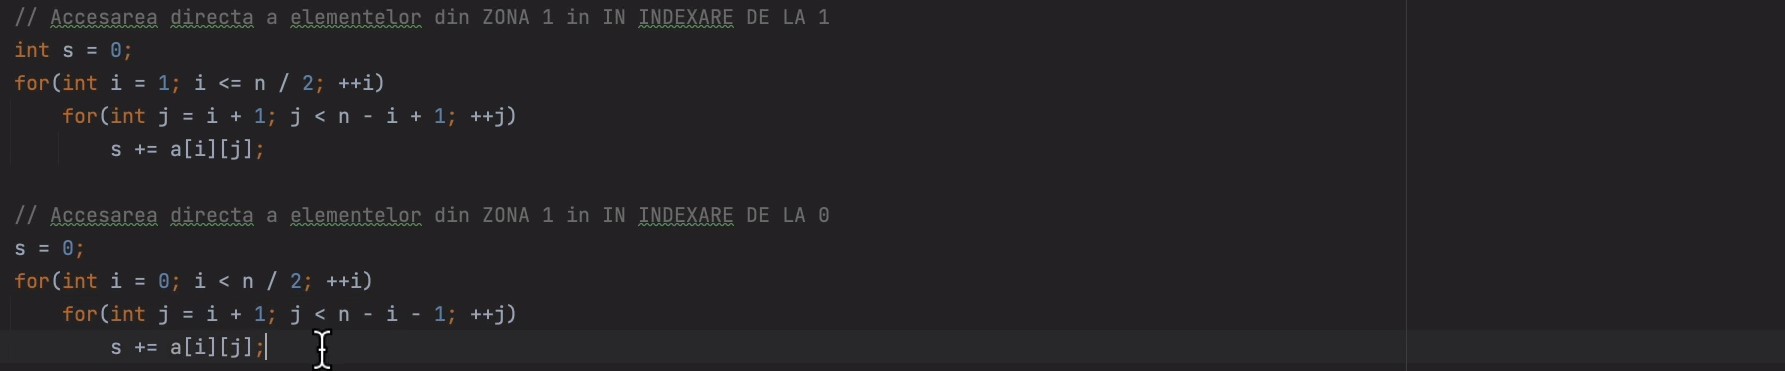 // Accesarea directa a elementelor din ZONA 1 in IN INDEXARE DE LA 1
int s = 0;
for(int i = 1; i <= n / 2; ++i)
    for(int j = i + 1; j < n - i + 1; ++j)
        s += a[i][j];
// Accesarea directa a elementelor din ZONA 1 in IN INDEXARE DE LA 0
s = 0;
for(int i = 0; i < n / 2; ++i)
    for(int j = i + 1; j < n - i - 1; ++j)
        s += a[i][j];